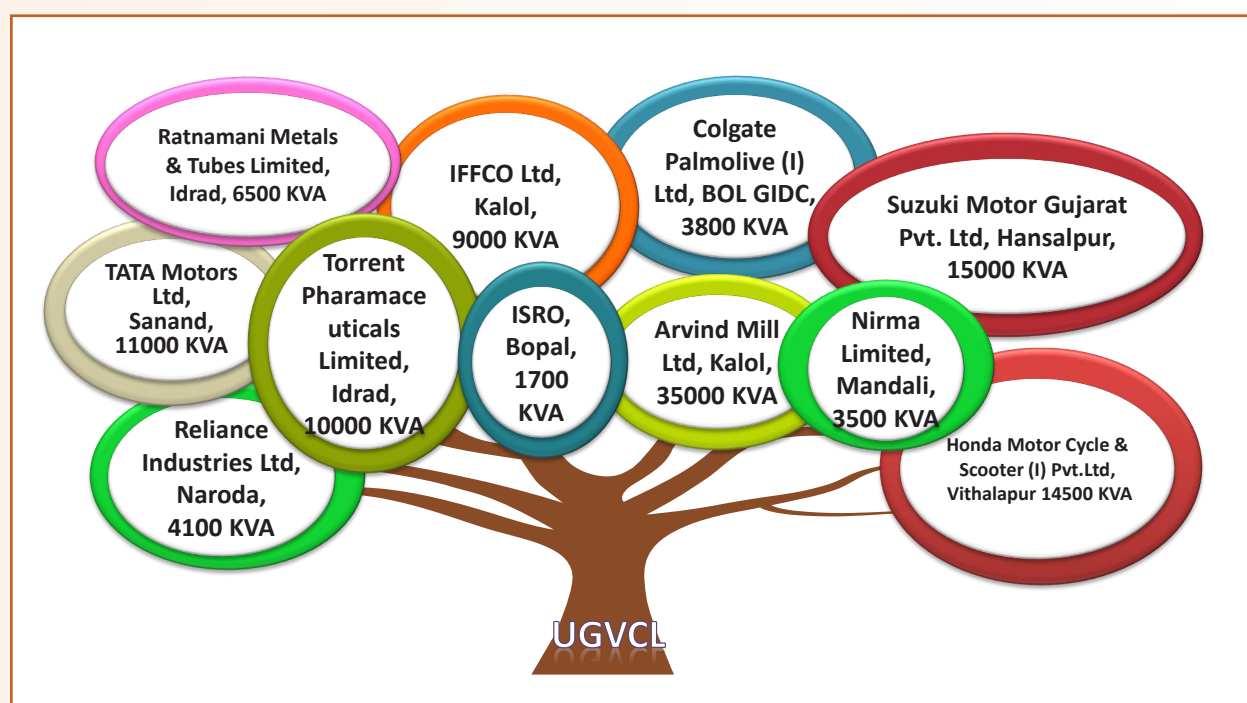 Ratnamani Metals
& Tubes Limited,
Idrad, 6500 KVA
IFFCO Ltd,
Kalol,
9000 KVA
Colgate
Palmolive (I)
Ltd, BOL GIDC,
3800 KVA
Suzuki Motor Gujarat
Pvt. Ltd, Hansalpur,
15000 KVA
TATA Motors
Ltd,
Sanand,
11000 KVA
Torrent
Pharamace
uticals
Limited,
Idrad,
10000 KVA
ISRO,
Bopal,
1700
KVA
Arvind Mill
Ltd, Kalol,
35000 KVA
Nirma
Limited,
Mandali,
3500 KVA
Reliance
Industries Ltd,
Naroda,
4100 KVA
Honda Motor Cycle &
Scooter (I) Pvt.Ltd,
Vithalapur 14500 KVA
UGVCL